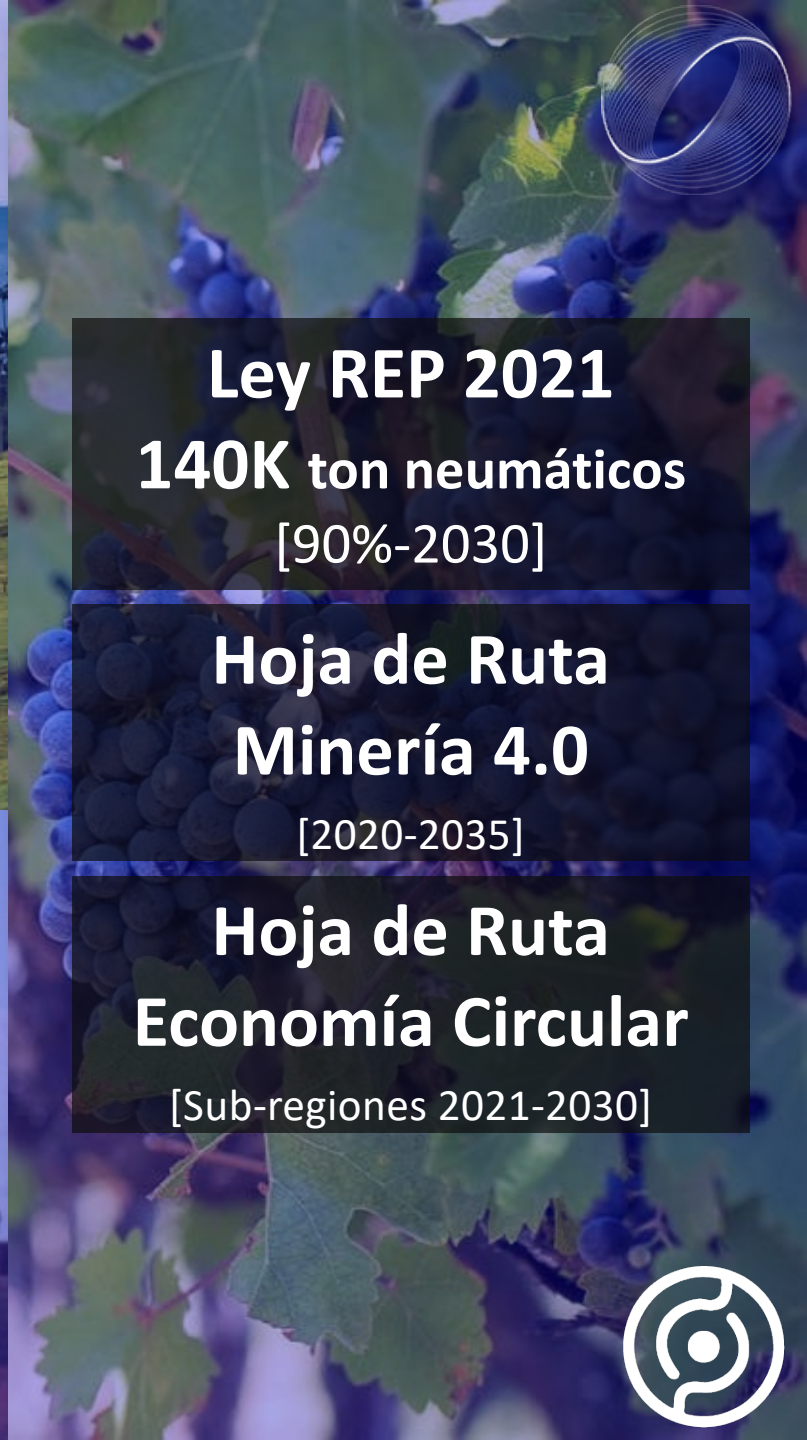 Ley REP 2021
140K ton neumáticos
[90%-2030]
Hoja de Ruta
Minería 4.0
[2020-2035]
Hoja de Ruta
Economía Circular
[Sub-regiones 2021-2030]